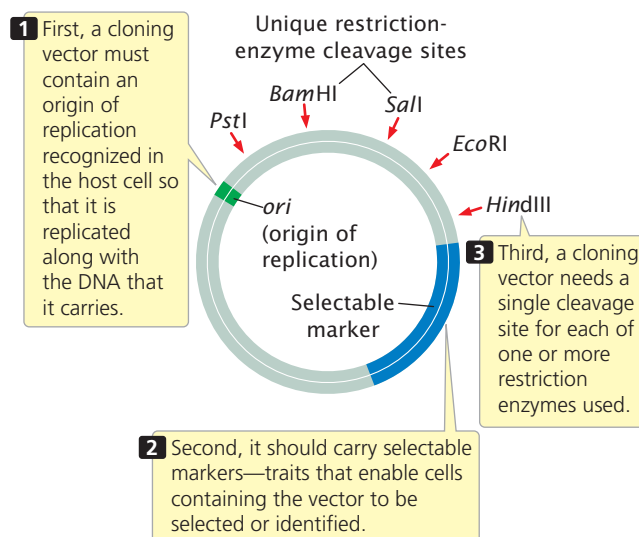 1 First, a cloning
vector must
contain an
origin of
replication
recognized in
the host cell so
that it is
replicated
along with
the DNA that
it carries.
Unique restriction-
enzyme cleavage sites
PstI
BamHI
SalI
EcoRI
HindIII
ori
(origin of
replication)
Selectable
marker
3 Third, a cloning
vector needs a
single cleavage
site for each of
one or more
restriction
enzymes used.
2 Second, it should carry selectable
markers—traits that enable cells
containing the vector to be
selected or identified.